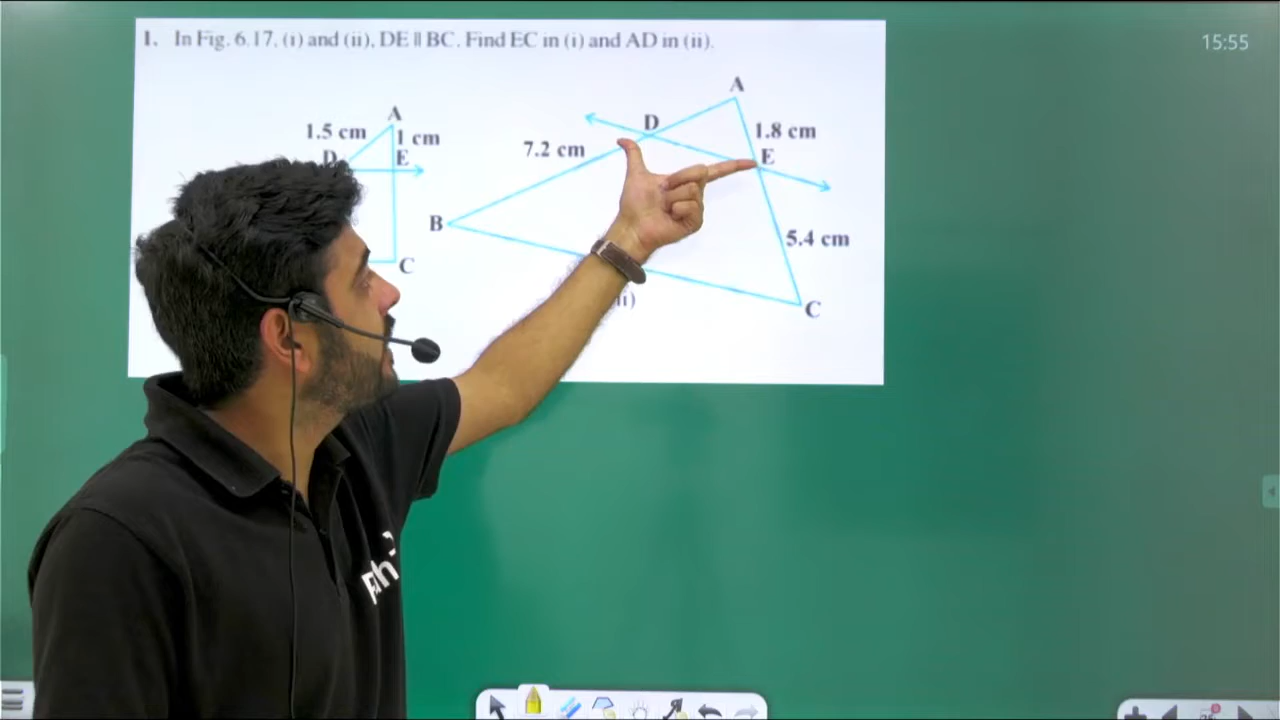 1. In Fig. 6.17, (i) and (ii), DE || BC. Find EC in (i) and AD in (ii).
15:55
A
1.5 cm
1 cm
D
E
C
A
D
1.8 cm
7.2 cm
E
B
5.4 cm
C